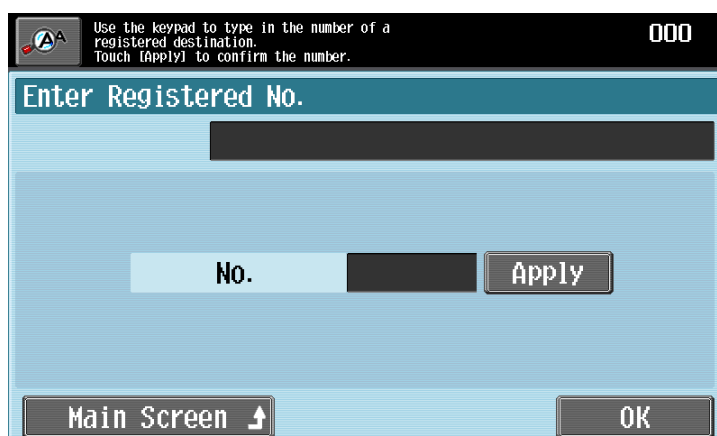 AA
Use the keypad to type in the number of a
registered destination.
Touch [Apply] to confirm the number.
000
Enter Registered No.
No.
Apply
Main Screen
OK